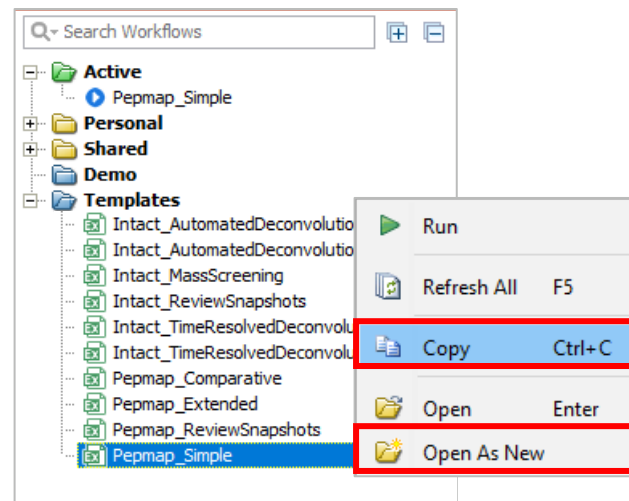 Search Workflows
Active
Pepmap_Simple
Personal
Shared
Demo
Templates
Intact_AutomatedDeconvolutio
Intact_AutomatedDeconvolutio
Intact_MassScreening
Intact_ReviewSnapshots
Intact_TimeResolvedDeconvolu
Intact_TimeResolvedDeconvolu
Pepmap_Comparative
Pepmap_Extended
Pepmap_ReviewSnapshots
Pepmap_Simple
Run
Refresh All F5
Copy Ctrl+C
Open Enter
Open As New